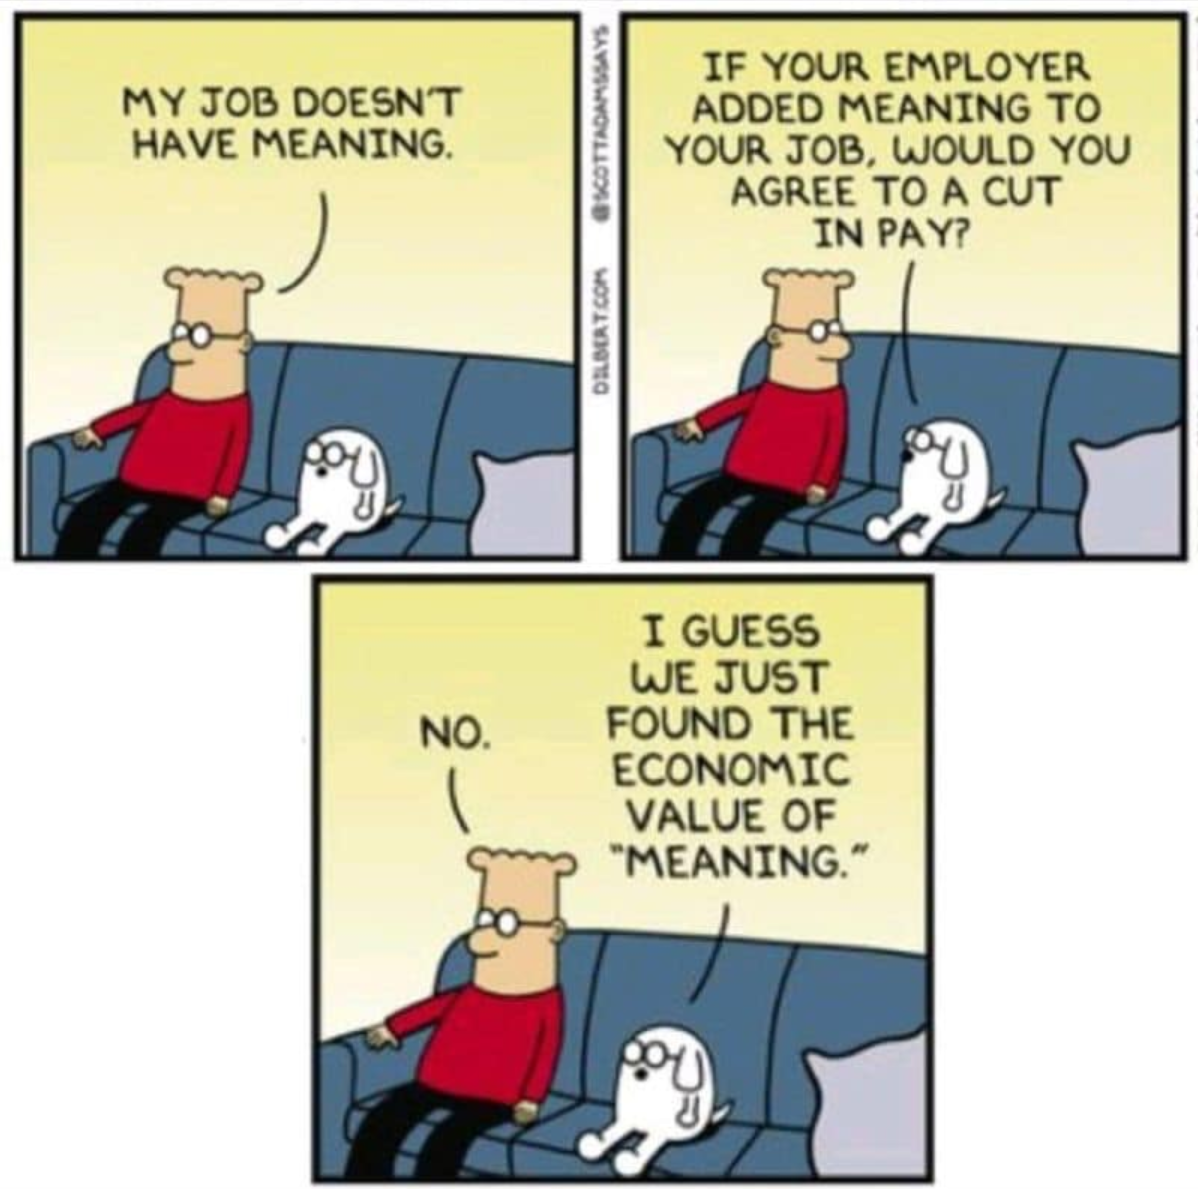 MY JOB DOESN'T
HAVE MEANING.
DILBERT.COM @SCOTTADAMSSAYS
IF YOUR EMPLOYER
ADDED MEANING TO
YOUR JOB, WOULD YOU
AGREE TO A CUT
IN PAY?
NO.
I GUESS
WE JUST
FOUND THE
ECONOMIC
VALUE OF
"MEANING."